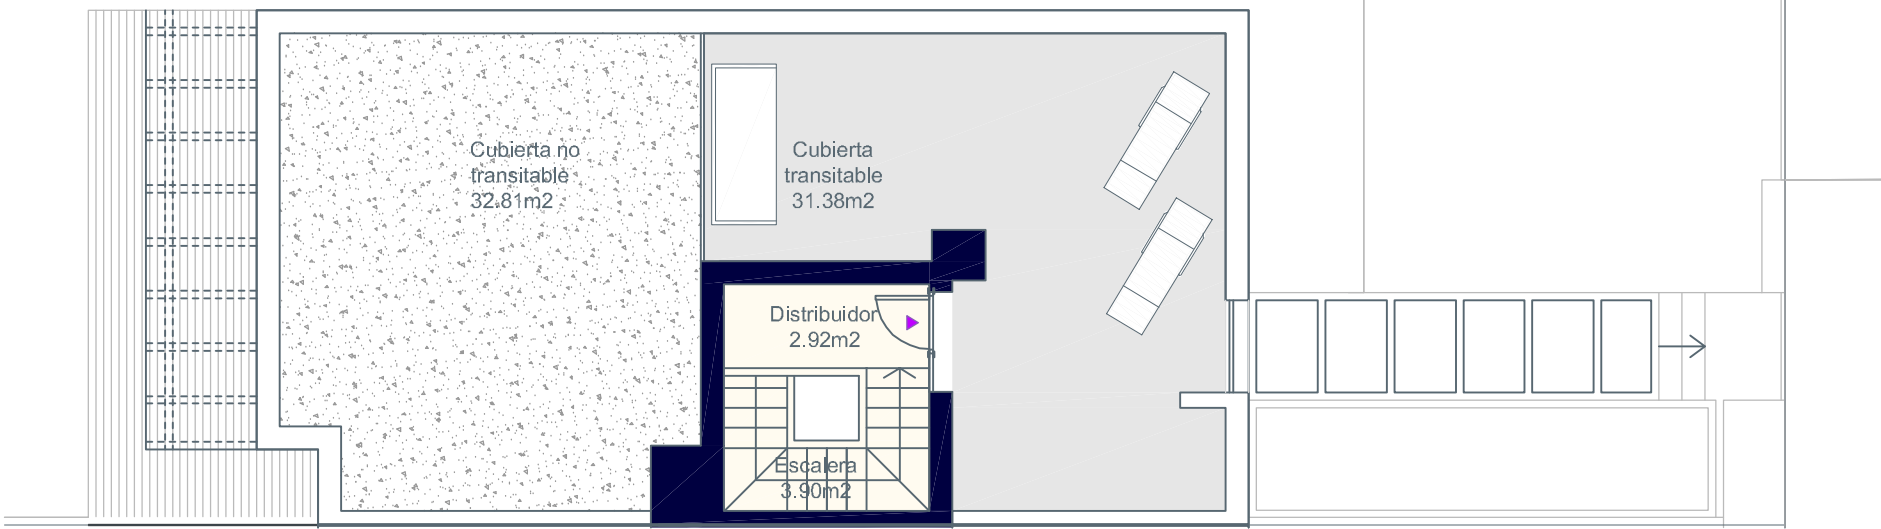 Cubierta no
transitable
32.81m2
Cubierta
transitable
31.38m2
Distribuidor
2.92m2
Escalera
3.90m2